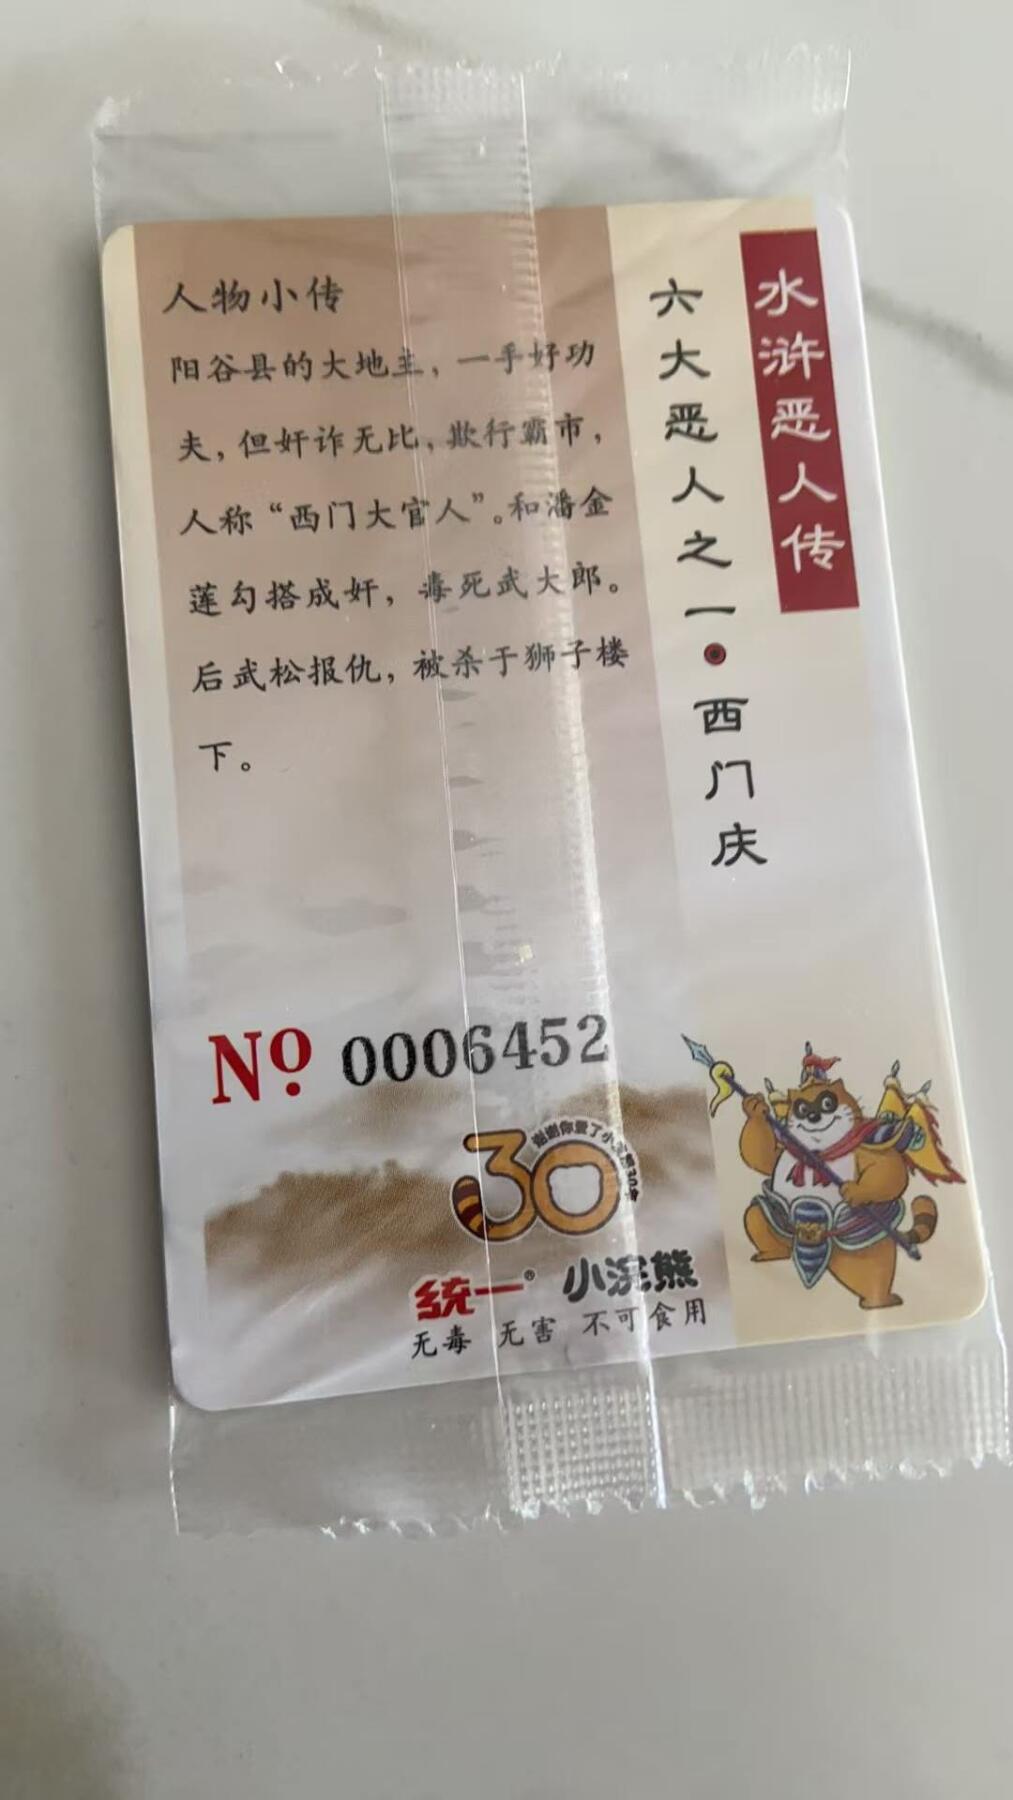 水浒恶人传
六大恶人之一·西门庆
人物小传
阳谷县的大地主，一手好功
夫，但奸诈无比，欺行霸市，
人称“西门大官人”。和潘金
莲勾搭成奸，毒死武大郎。
后武松报仇，被杀于狮子楼
下。
No. 0006452
30
统一® 小浣熊
无毒 无害 不可食用